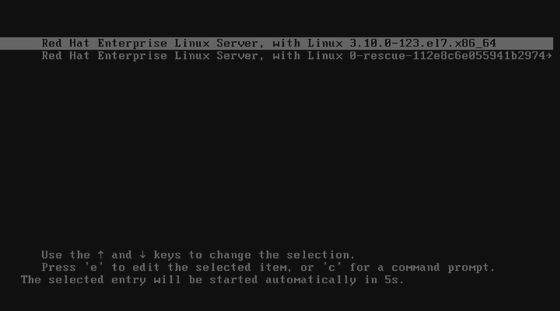 Red Hat Enterprise Linux Server, with Linux 3.10.0-123.el7.x86_64
Red Hat Enterprise Linux Server, with Linux 0-rescue-112e8c6e055941b2974→
Use the ↑ and ↓ keys to change the selection.
Press 'e' to edit the selected item, or 'c' for a command prompt.
The selected entry will be started automatically in 5s.